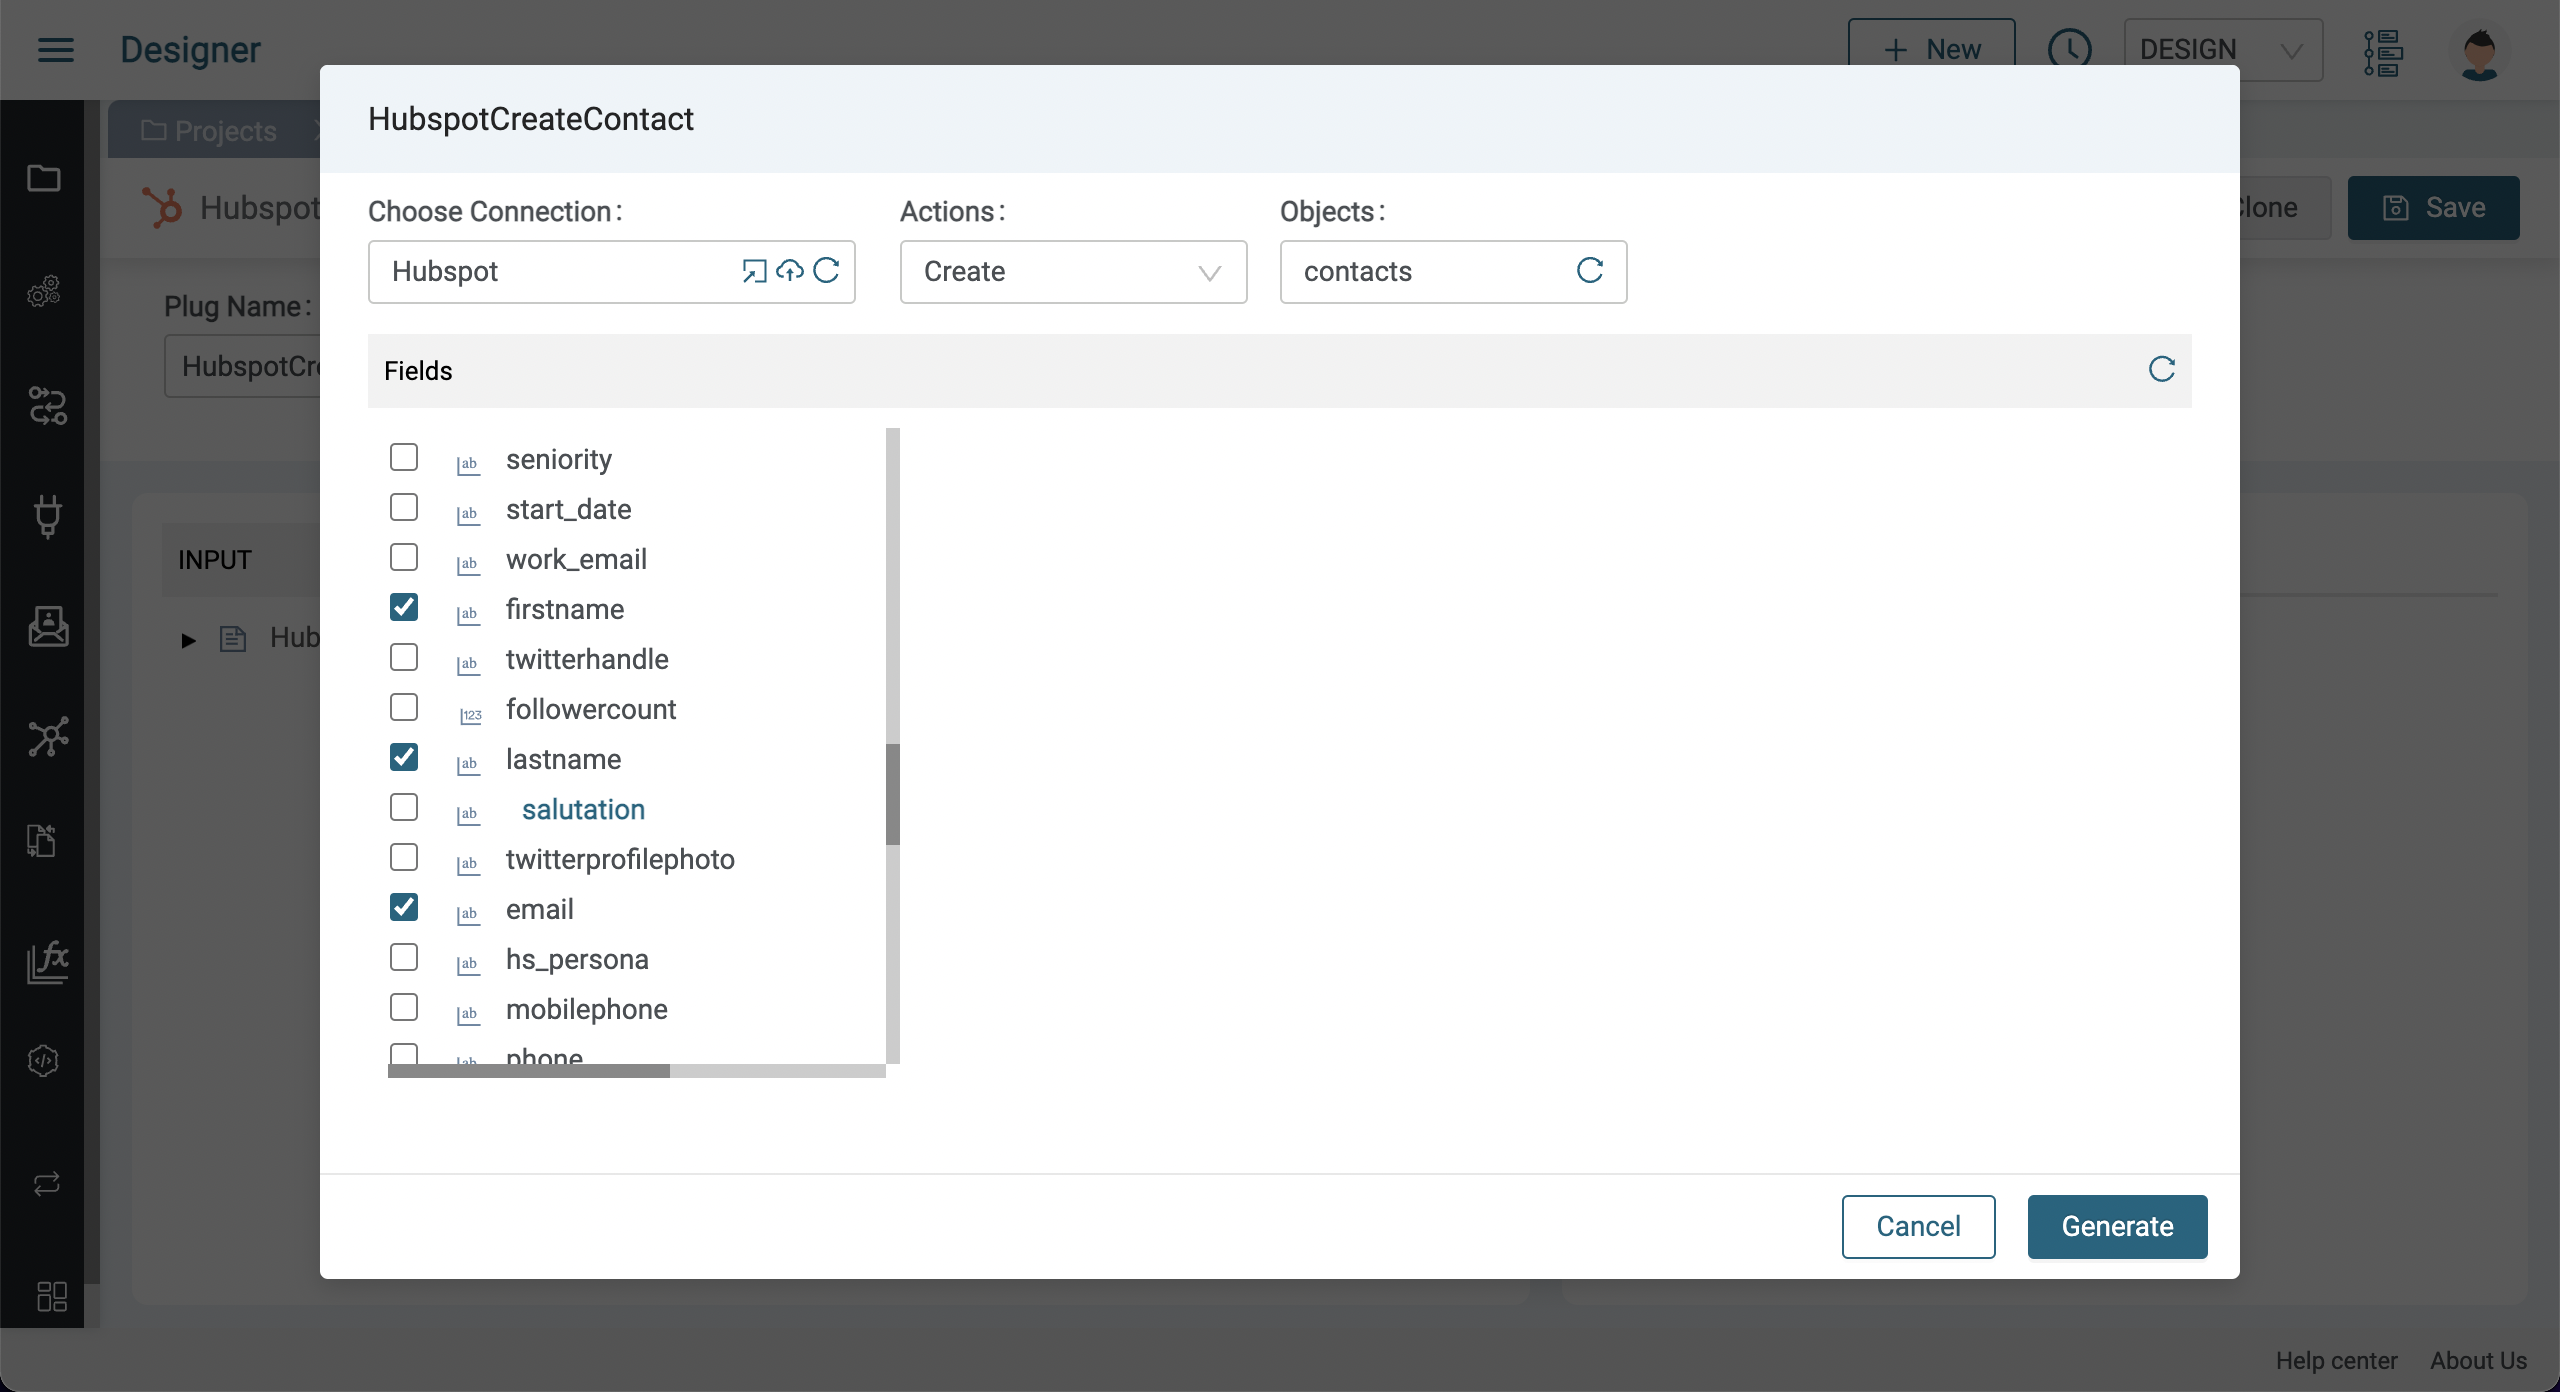 Designer
New
DESIGN
Projects
HubspotCreateContact
Hubspot
Clone
Save
Choose Connection :
Actions :
Objects :
Hubspot
Create
contacts
Plug Name :
HubspotCr
Fields
INPUT
Hub
ab seniority
ab start_date
ab work_email
ab firstname
ab twitterhandle
123 followercount
ab lastname
ab salutation
ab twitterprofilephoto
ab email
ab hs_persona
ab mobilephone
ab phone
fx
Cancel
Generate
Help center
About Us